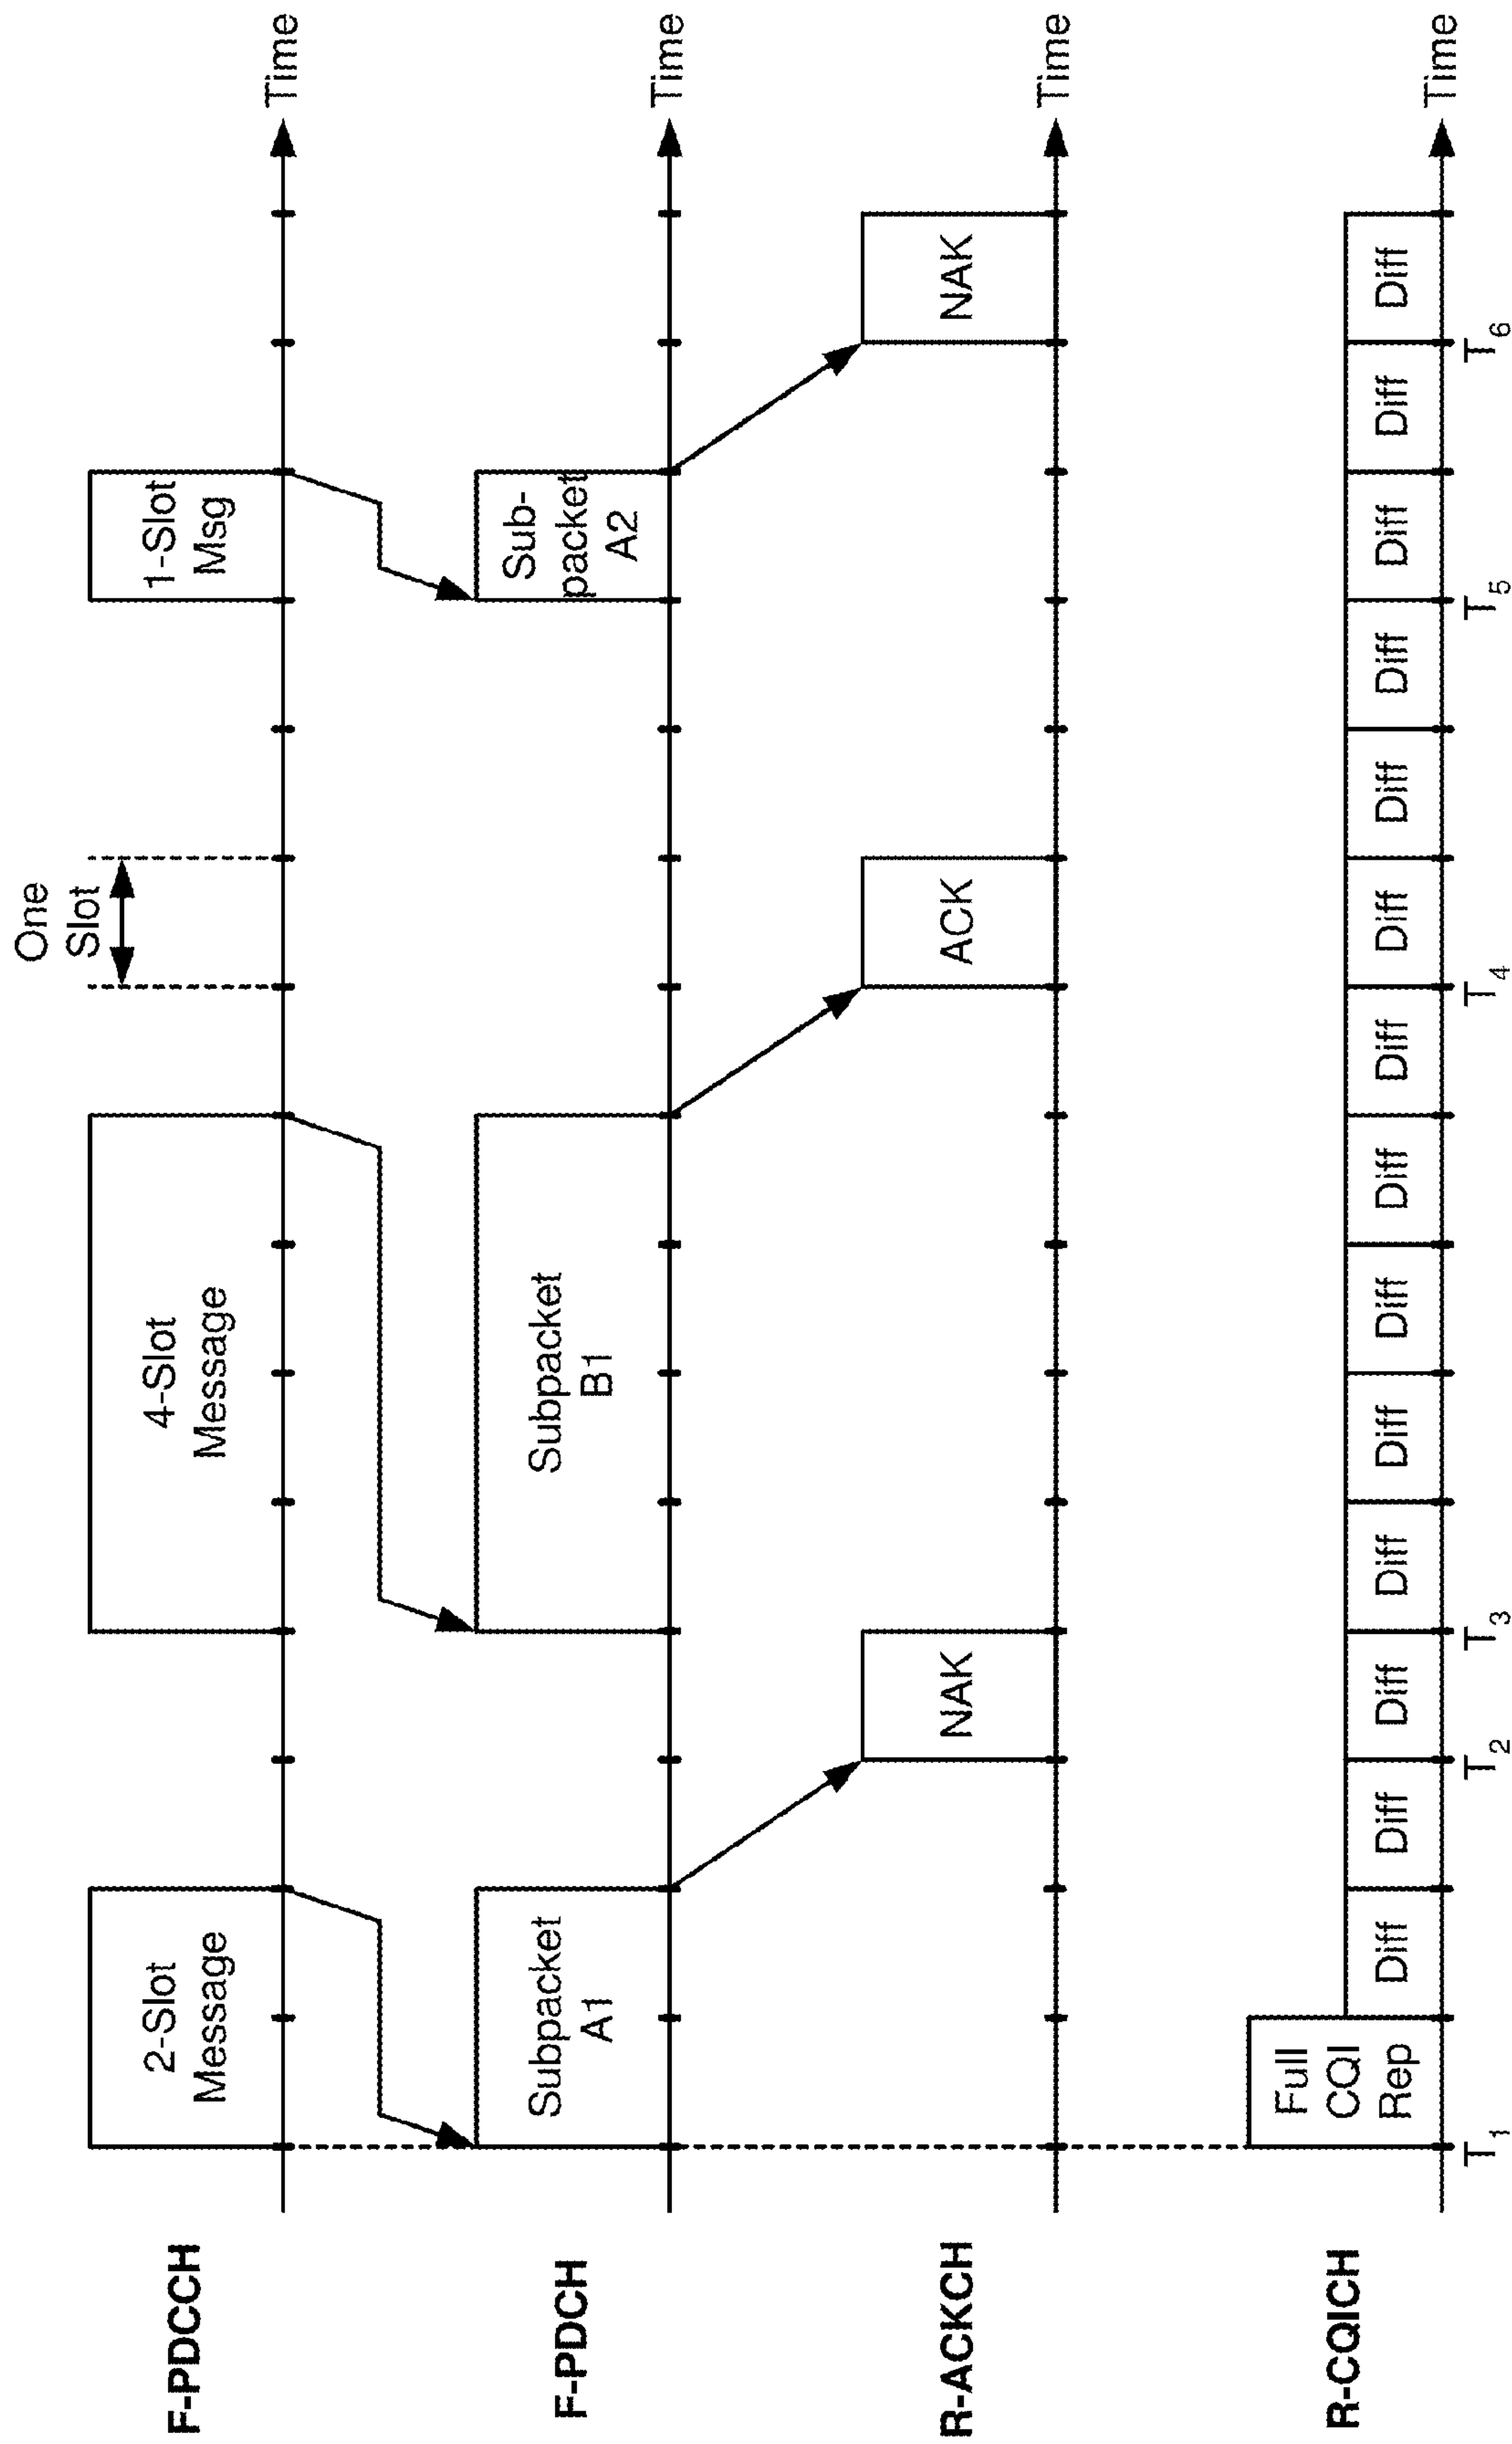 One
Slot
F-PDCCH
2-Slot
Message
4-Slot
Message
1-Slot
Msg
Time
F-PDCH
Subpacket
A1
Subpacket
B1
Sub-
packet
A2
Time
R-ACKCH
NAK
ACK
NAK
Time
R-CQICH
Full
CQI
Rep
Diff
Diff
Diff
Diff
Diff
Diff
Diff
Diff
Diff
Diff
Diff
Diff
Diff
Diff
Time
T1
T2
T3
T4
T5
T6